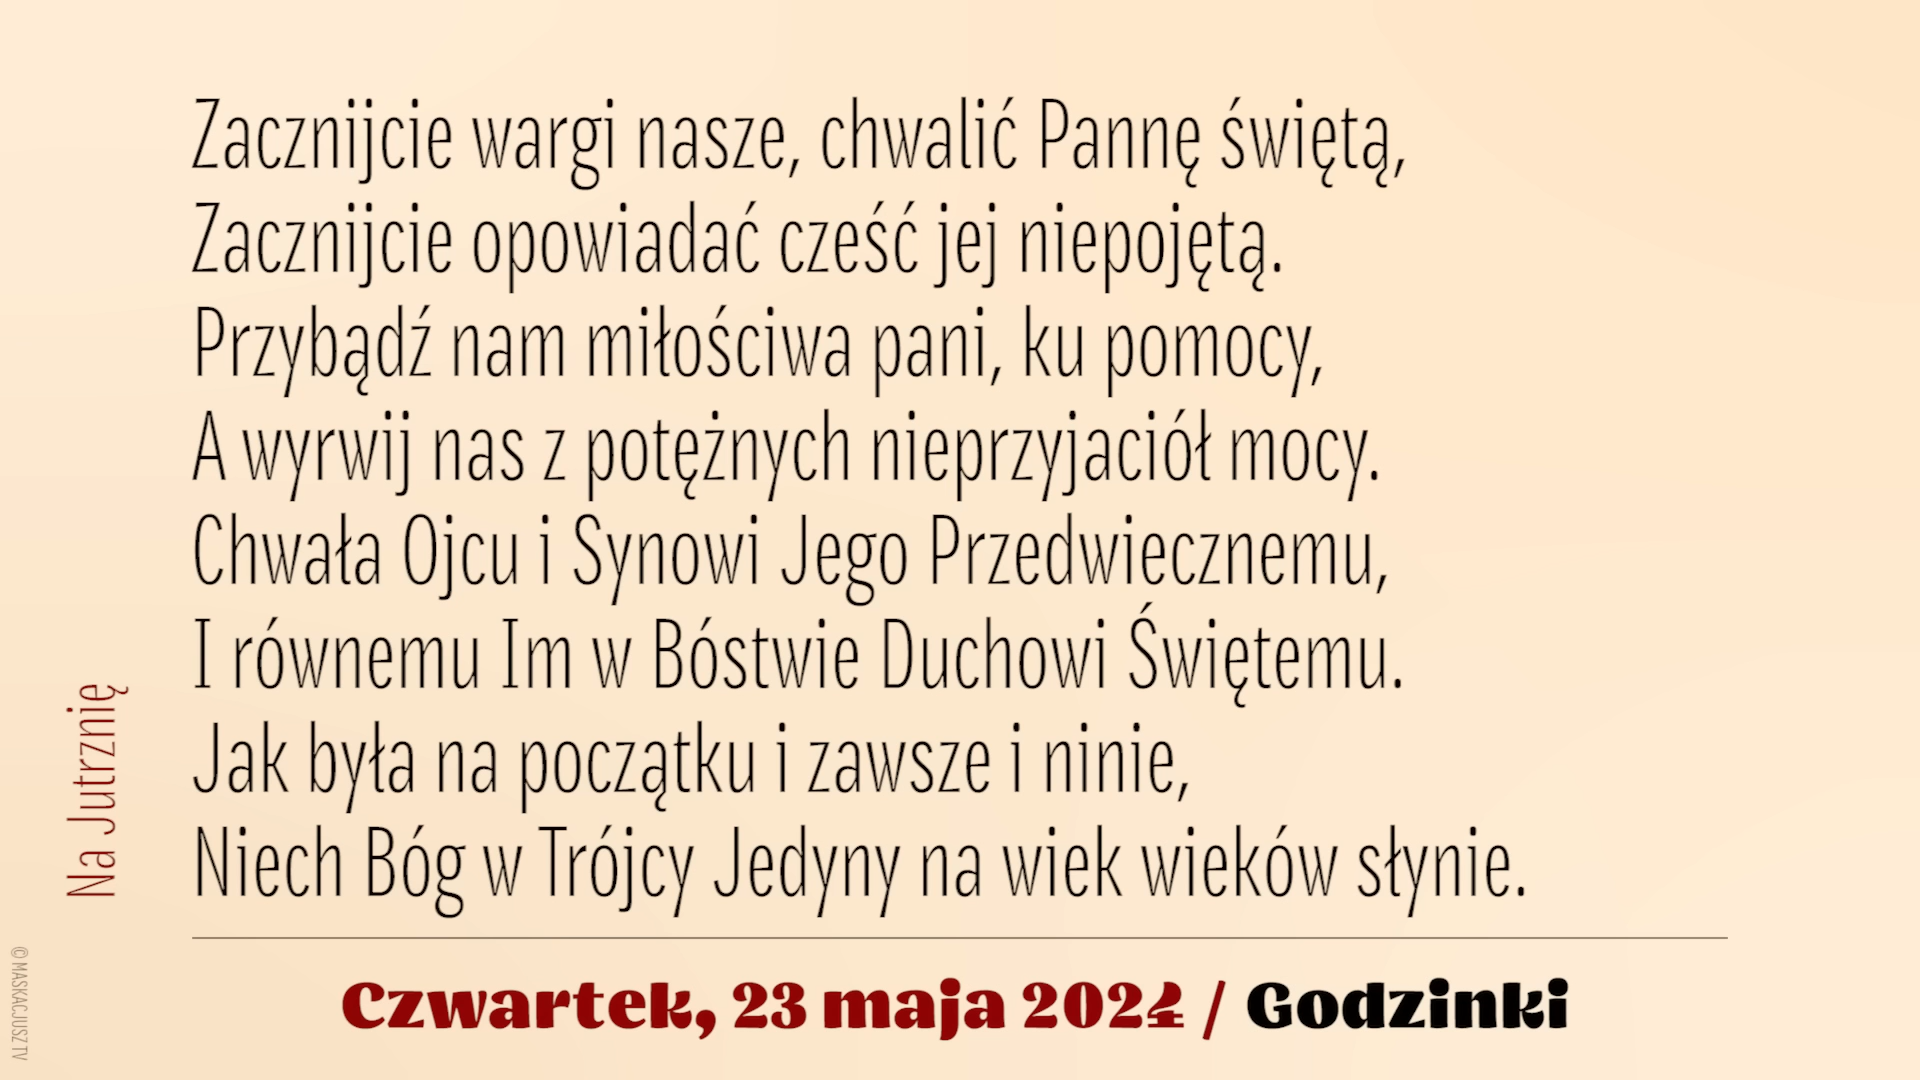 Zacznijcie wargi nasze, chwalić Pannę świętą,
Zacznijcie opowiadać cześć jej niepojętą.
Przybądź nam miłościwa pani, ku pomocy,
A wyrwij nas z potężnych nieprzyjaciół mocy.
Chwała Ojcu i Synowi Jego Przedwiecznemu,
I równemu Im w Bóstwie Duchowi Świętemu.
Jak była na początku i zawsze i ninie,
Niech Bóg w Trójcy Jedyny na wiek wieków słynie.
Na Jutrznię
Czwartek, 23 maja 2024 / Godzinki
© MASKACJUSZ TV